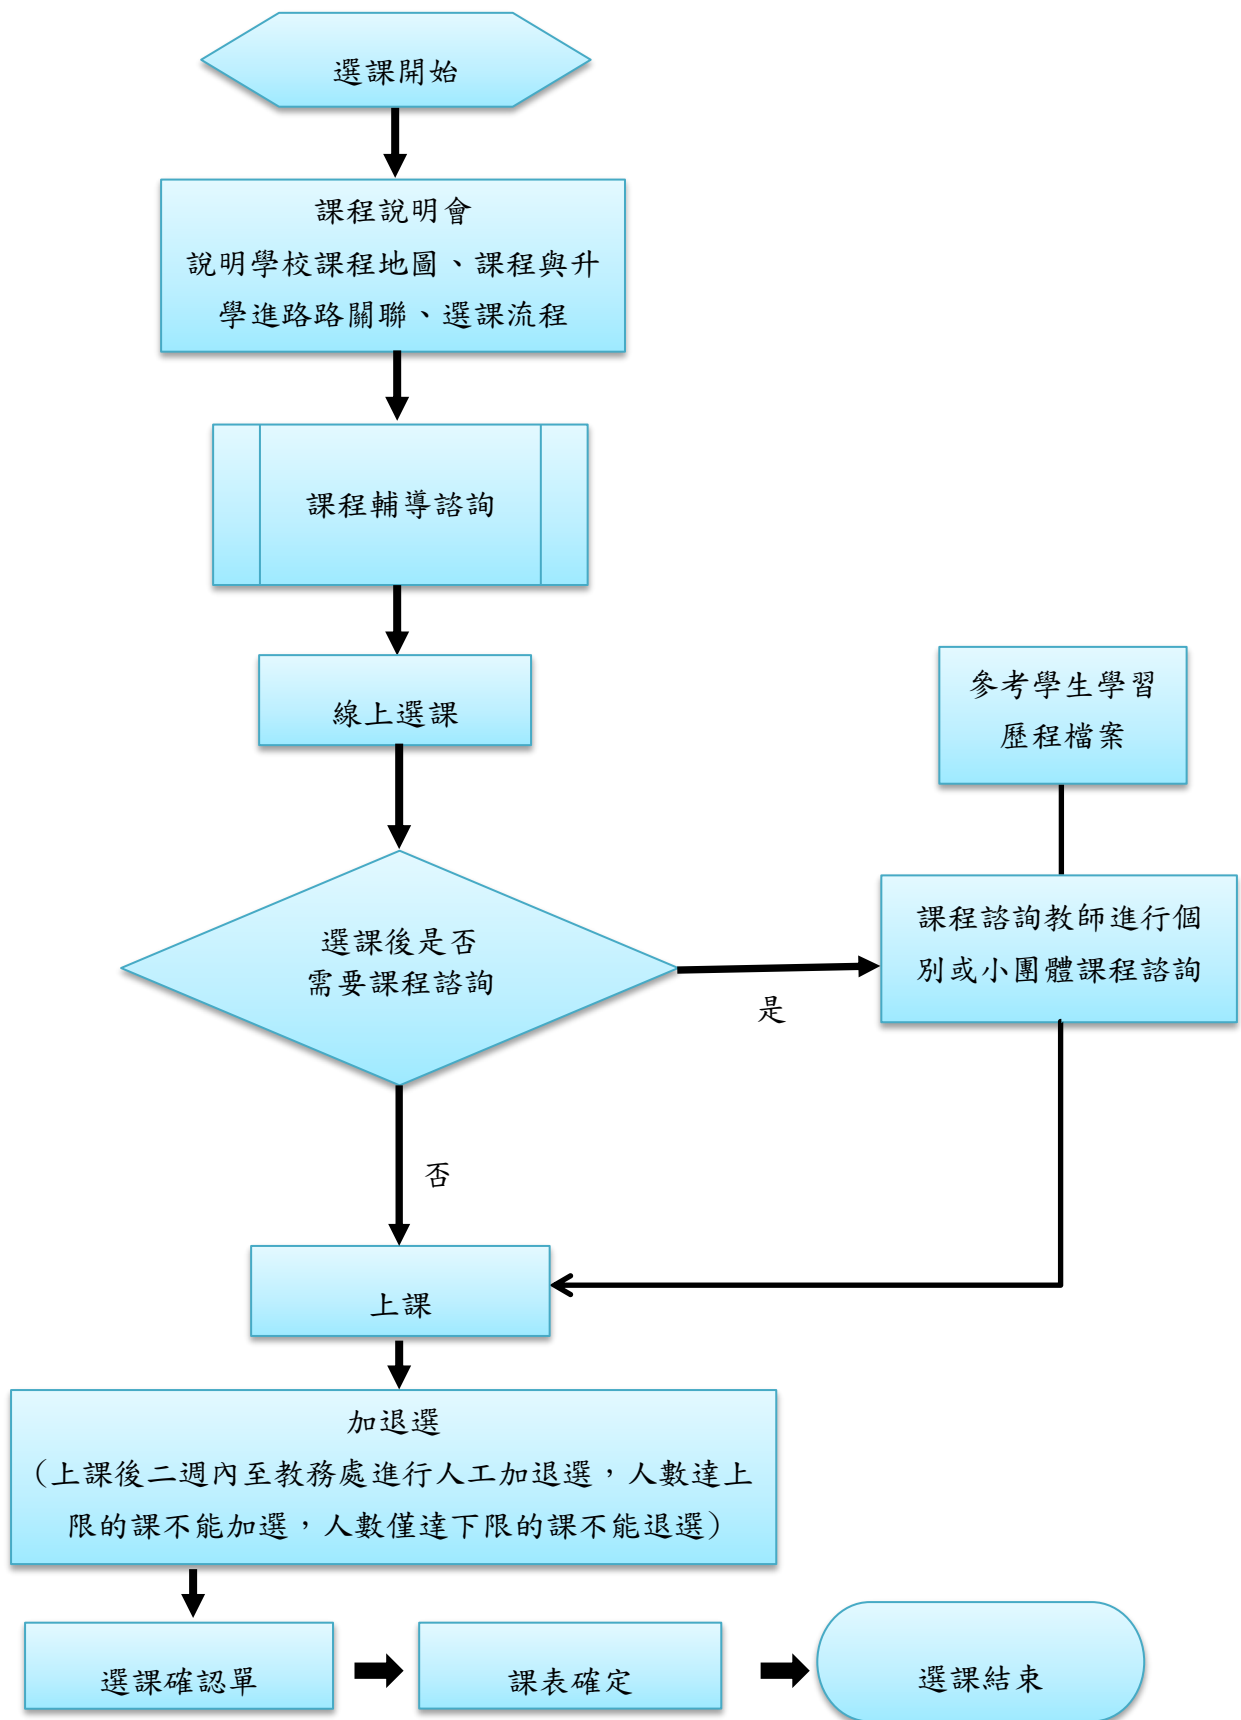 選課開始
課程說明會
說明學校課程地圖、課程與升
學進路路關聯、選課流程
課程輔導諮詢
線上選課
參考學生學習
歷程檔案
選課後是否
需要課程諮詢
是
課程諮詢教師進行個
別或小團體課程諮詢
否
上課
加退選
（上課後二週內至教務處進行人工加退選，人數達上
限的課不能加選，人數僅達下限的課不能退選）
選課確認單
課表確定
選課結束